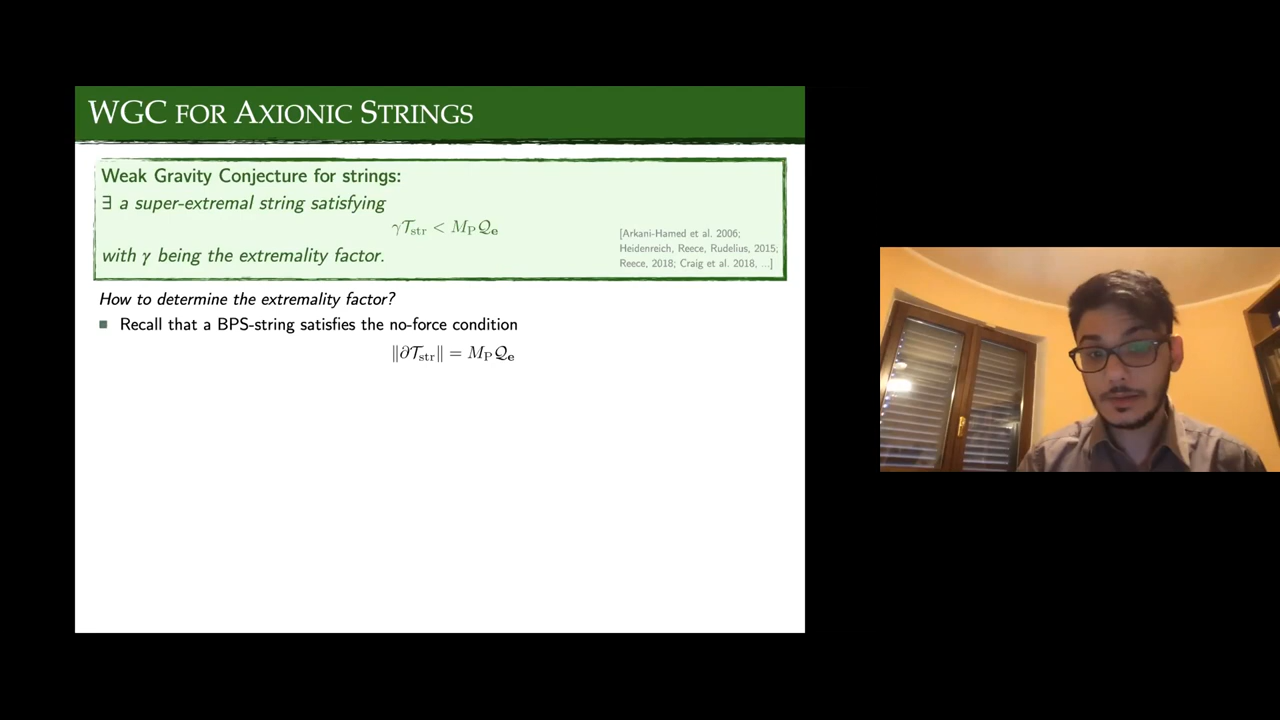 WGC FOR AXIONIC STRINGS
Weak Gravity Conjecture for strings:
∃ a super-extremal string satisfying
γ𝒯str < MP𝒬e
[Arkani-Hamed et al. 2006;
Heidenreich, Reece, Rudelius, 2015;
with γ being the extremality factor.
Reece, 2018; Craig et al. 2018, ...]
How to determine the extremality factor?
■ Recall that a BPS-string satisfies the no-force condition
‖∂𝒯str‖ = MP𝒬e